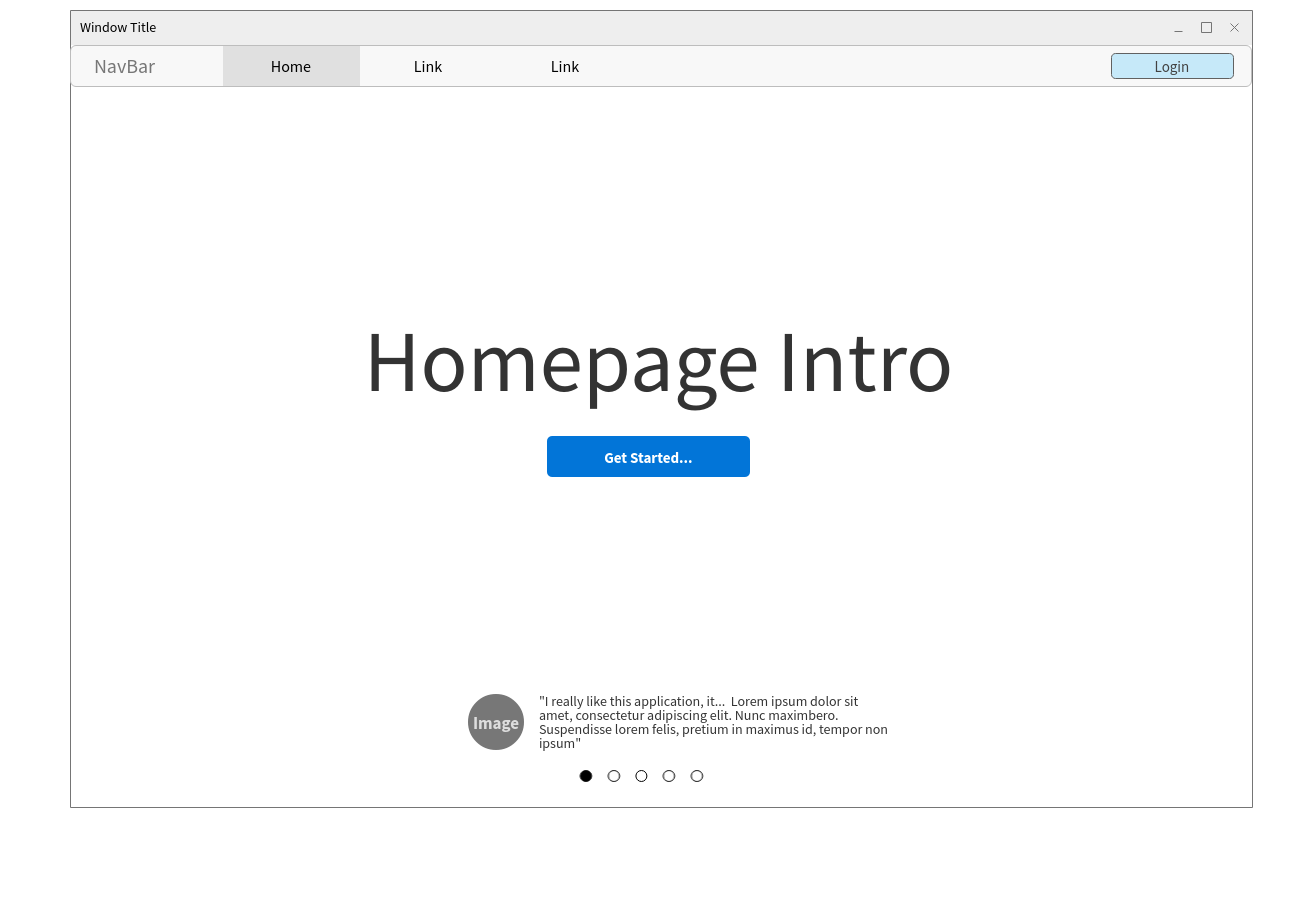 Window Title
NavBar
Home
Link
Link
Login
Homepage Intro
Get Started...
Image
"I really like this application, it...  Lorem ipsum dolor sit
amet, consectetur adipiscing elit. Nunc maximbero.
Suspendisse lorem felis, pretium in maximus id, tempor non
ipsum"